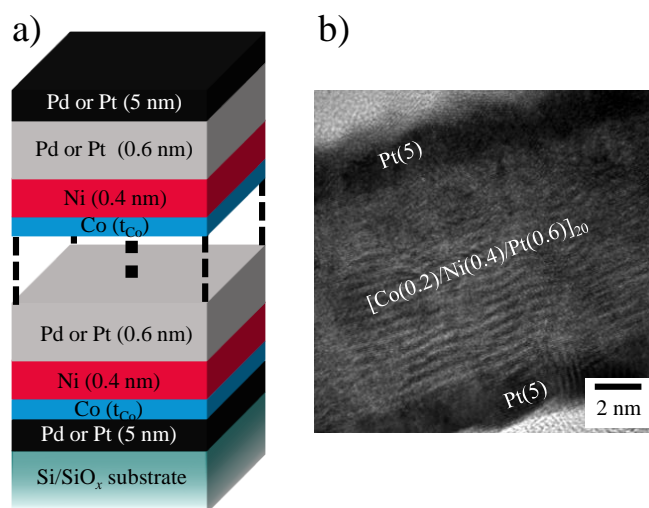 a)
Pd or Pt (5 nm)
Pd or Pt (0.6 nm)
Ni (0.4 nm)
Co (tCo)
Pd or Pt (0.6 nm)
Ni (0.4 nm)
Co (tCo)
Pd or Pt (5 nm)
Si/SiOx substrate
b)
Pt(5)
[Co(0.2)/Ni(0.4)/Pt(0.6)]20
Pt(5)
2 nm